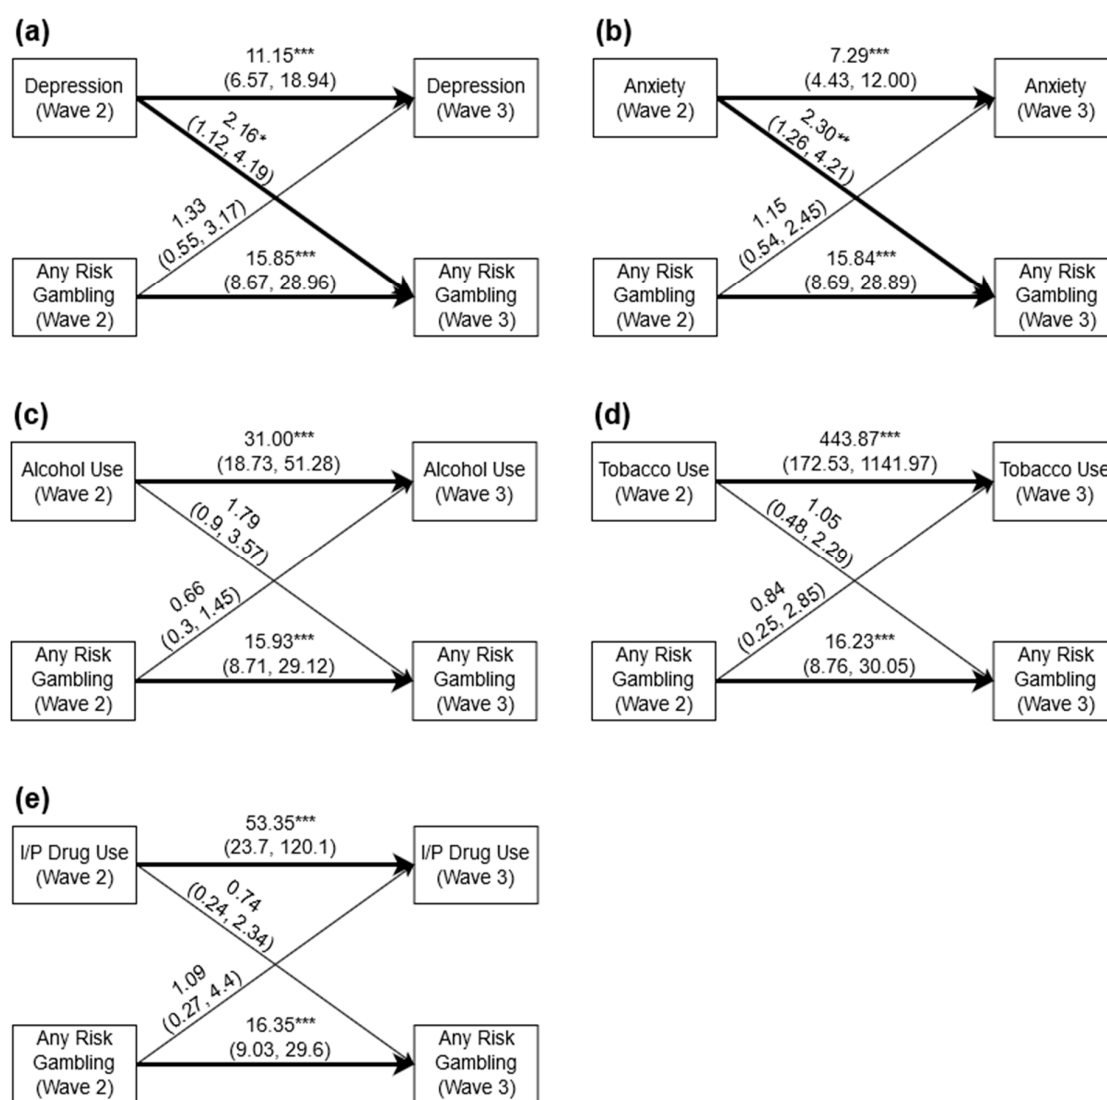 (a)
Depression
(Wave 2)
11.15***
(6.57, 18.94)
Depression
(Wave 3)
2.16*
(1.12, 4.19)
1.33
(0.55, 3.17)
Any Risk
Gambling
(Wave 2)
15.85***
(8.67, 28.96)
Any Risk
Gambling
(Wave 3)
(b)
Anxiety
(Wave 2)
7.29***
(4.43, 12.00)
Anxiety
(Wave 3)
2.30**
(1.26, 4.21)
1.15
(0.54, 2.45)
Any Risk
Gambling
(Wave 2)
15.84***
(8.69, 28.89)
Any Risk
Gambling
(Wave 3)
(c)
Alcohol Use
(Wave 2)
31.00***
(18.73, 51.28)
Alcohol Use
(Wave 3)
1.79
(0.9, 3.57)
0.66
(0.3, 1.45)
Any Risk
Gambling
(Wave 2)
15.93***
(8.71, 29.12)
Any Risk
Gambling
(Wave 3)
(d)
Tobacco Use
(Wave 2)
443.87***
(172.53, 1141.97)
Tobacco Use
(Wave 3)
1.05
(0.48, 2.29)
0.84
(0.25, 2.85)
Any Risk
Gambling
(Wave 2)
16.23***
(8.76, 30.05)
Any Risk
Gambling
(Wave 3)
(e)
I/P Drug Use
(Wave 2)
53.35***
(23.7, 120.1)
I/P Drug Use
(Wave 3)
0.74
(0.24, 2.34)
1.09
(0.27, 4.4)
Any Risk
Gambling
(Wave 2)
16.35***
(9.03, 29.6)
Any Risk
Gambling
(Wave 3)